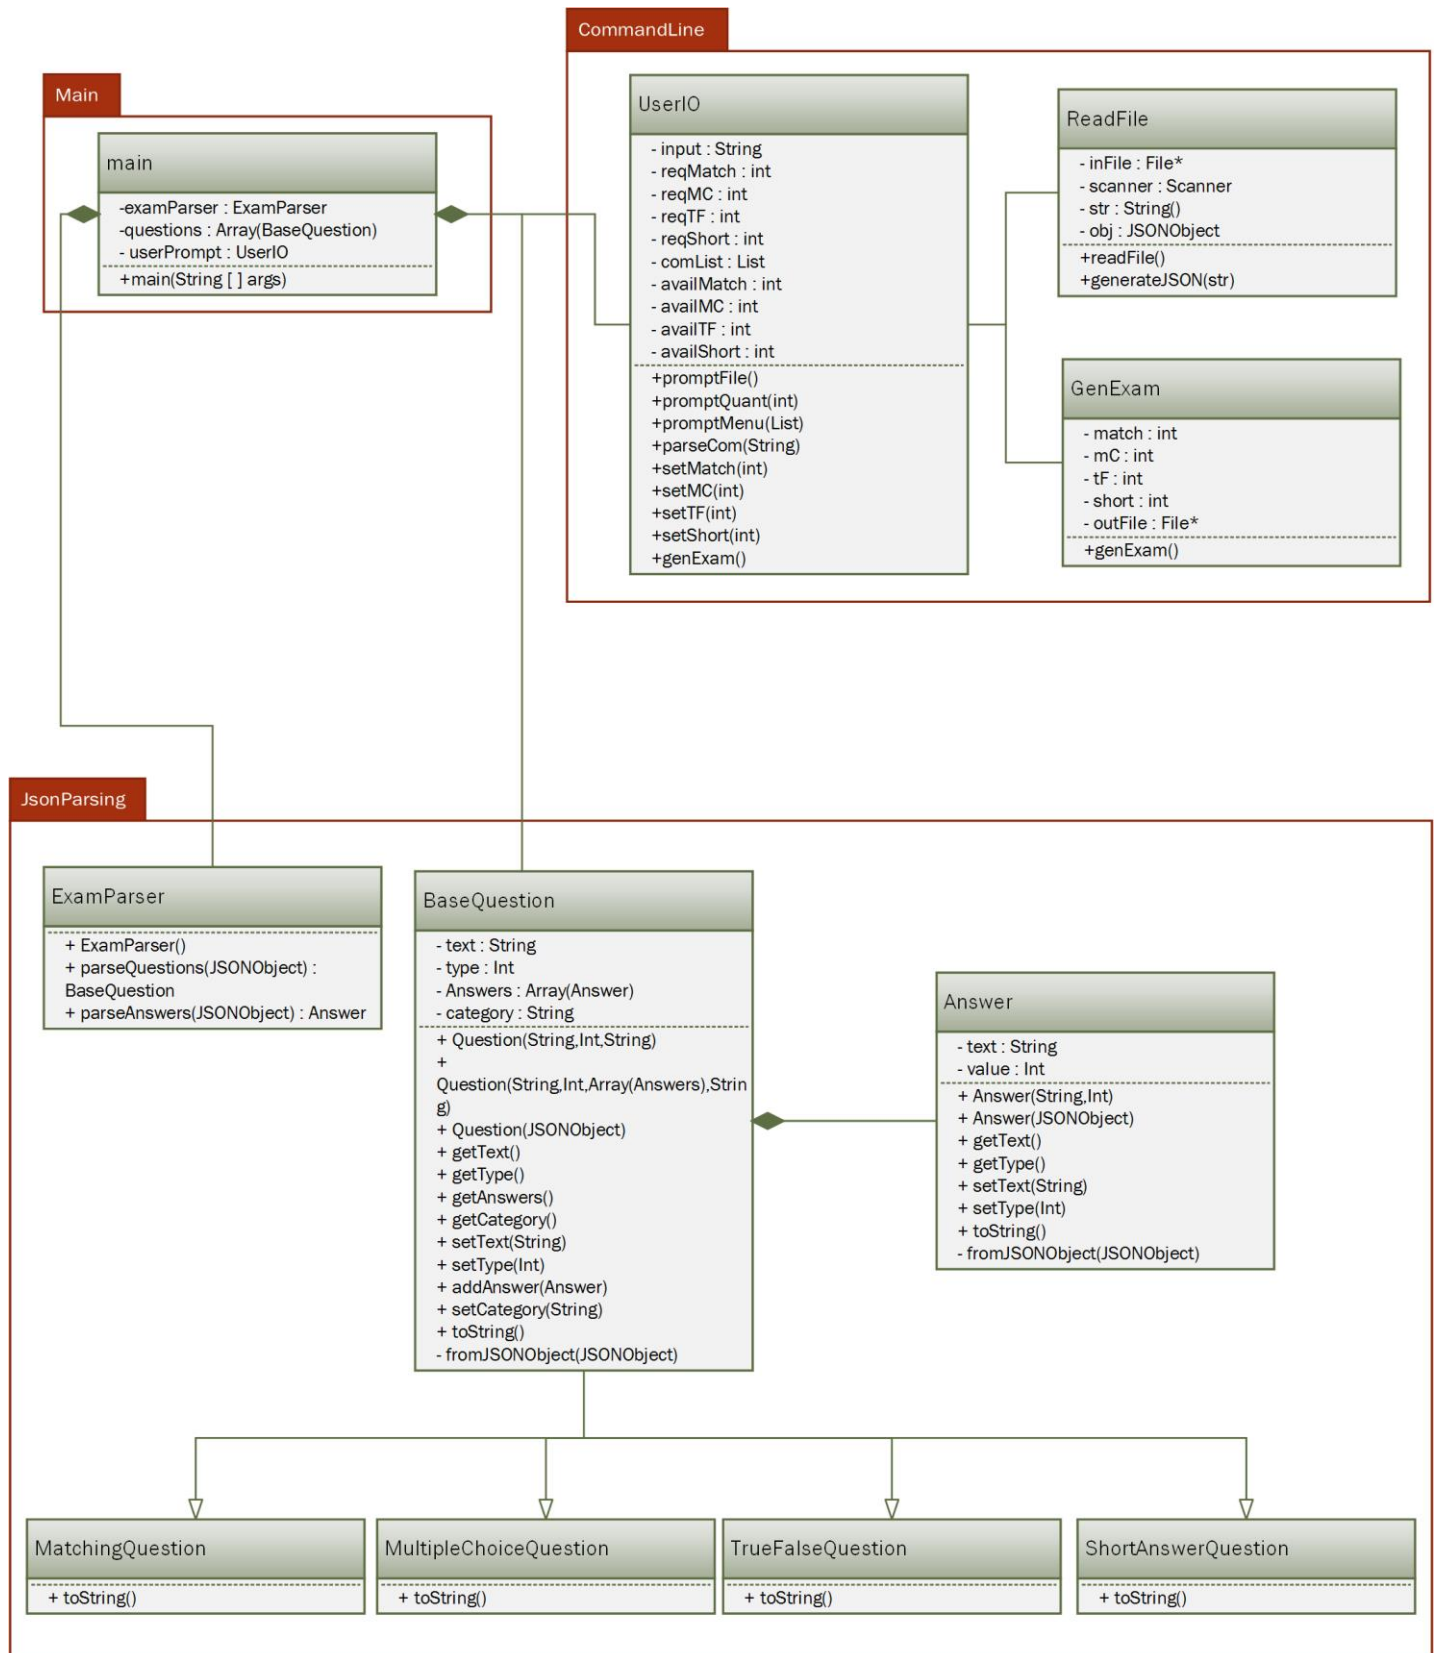 CommandLine
Main
UserIO
- input : String
- reqMatch : int
- reqMC : int
- reqTF : int
- reqShort : int
- comList : List
- availMatch : int
- availMC : int
- availTF : int
- availShort : int
+promptFile()
+promptQuant(int)
+promptMenu(List)
+parseCom(String)
+setMatch(int)
+setMC(int)
+setTF(int)
+setShort(int)
+genExam()
ReadFile
- inFile : File*
- scanner : Scanner
- str : String()
- obj : JSONObject
+readFile()
+generateJSON(str)
main
-examParser : ExamParser
-questions : Array(BaseQuestion)
- userPrompt : UserIO
+main(String [ ] args)
GenExam
- match : int
- mC : int
- tF : int
- short : int
- outFile : File*
+genExam()
JsonParsing
ExamParser
+ ExamParser()
+ parseQuestions(JSONObject) :
BaseQuestion
+ parseAnswers(JSONObject) : Answer
BaseQuestion
- text : String
- type : Int
- Answers : Array(Answer)
- category : String
+ Question(String,Int,String)
+
Question(String,Int,Array(Answers),Strin
g)
+ Question(JSONObject)
+ getText()
+ getType()
+ getAnswers()
+ getCategory()
+ setText(String)
+ setType(Int)
+ addAnswer(Answer)
+ setCategory(String)
+ toString()
- fromJSONObject(JSONObject)
Answer
- text : String
- value : Int
+ Answer(String,Int)
+ Answer(JSONObject)
+ getText()
+ getType()
+ setText(String)
+ setType(Int)
+ toString()
- fromJSONObject(JSONObject)
MatchingQuestion
+ toString()
MultipleChoiceQuestion
+ toString()
TrueFalseQuestion
+ toString()
ShortAnswerQuestion
+ toString()